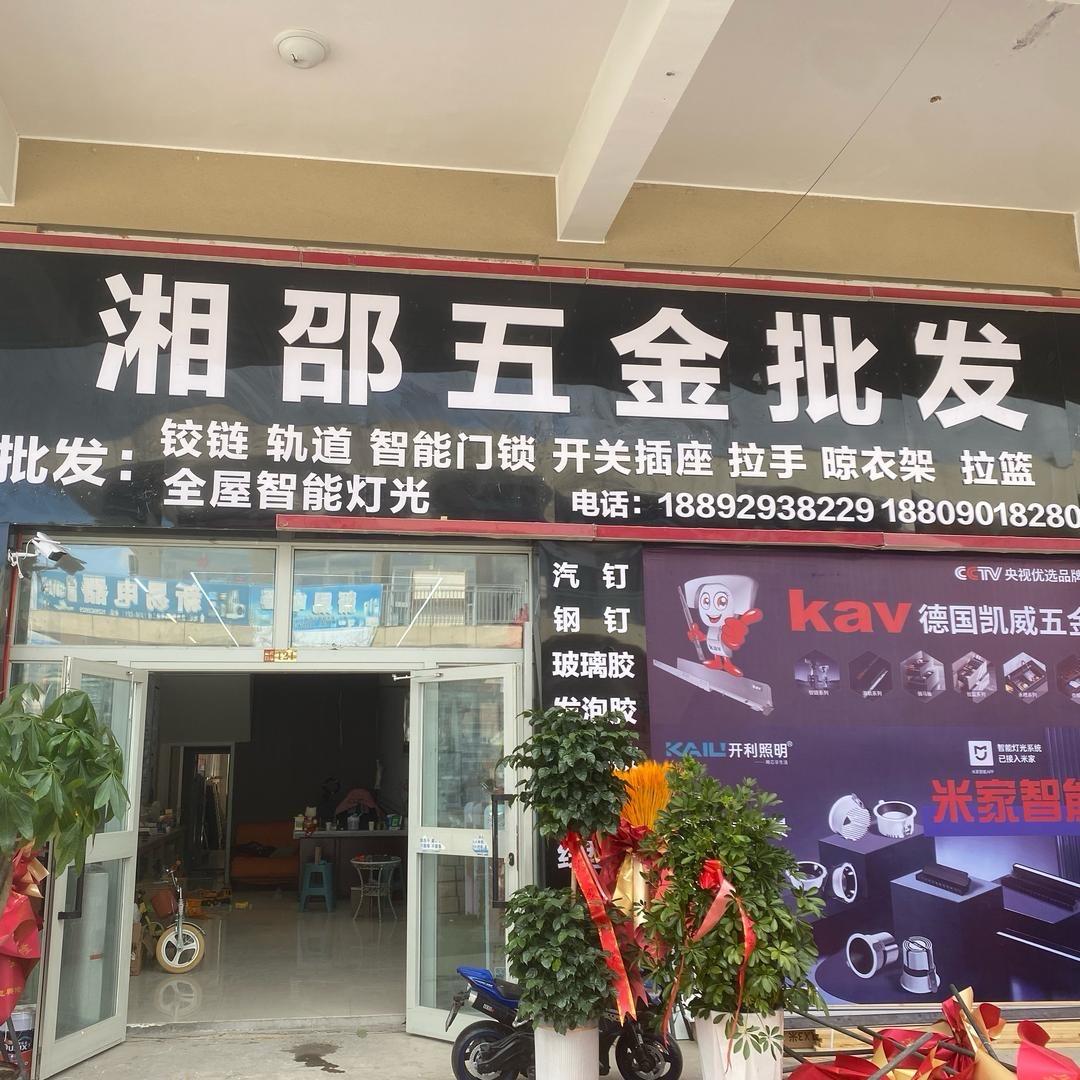 湘邵五金批发
批发：铰链 轨道 智能门锁 开关插座 拉手 晾衣架 拉篮
全屋智能灯光
电话：18892938229 18809018280
汽钉
钢钉
玻璃胶
发泡胶
CCTV 央视优选品牌
kav 德国凯威五金
开利照明
智能灯光系统
已接入米家
米家智能